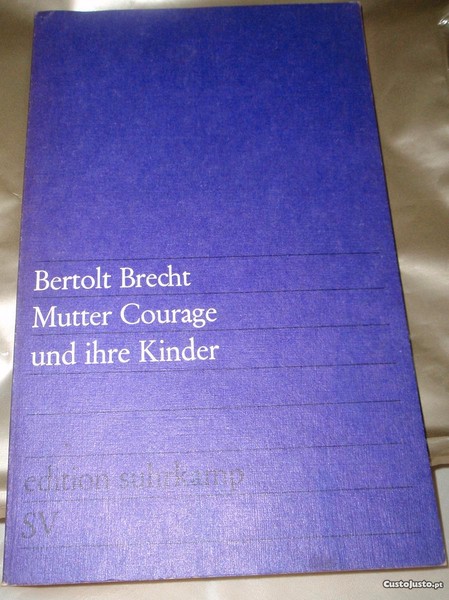 Bertolt Brecht
Mutter Courage
und ihre Kinder
edition suhrkamp
SV
CustoJusto.pt